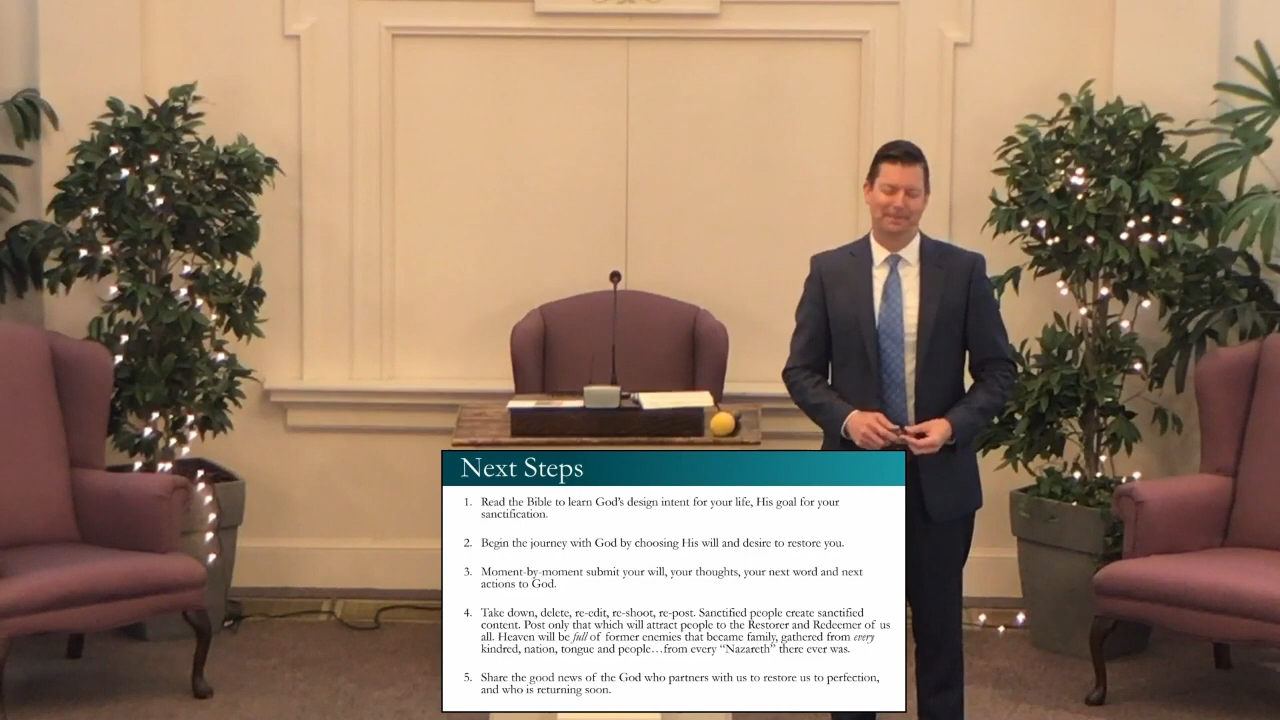 Next Steps
1. Read the Bible to learn God's design intent for your life, His goal for your
sanctification.
2. Begin the journey with God by choosing His will and desire to restore you.
3. Moment-by-moment submit your will, your thoughts, your next word and next
actions to God.
4. Take down, delete, re-edit, re-shoot, re-post. Sanctified people create sanctified
content. Post only that which will attract people to the Restorer and Redeemer of us
all. Heaven will be full of former enemies that became family, gathered from every
kindred, nation, tongue and people…from every “Nazareth” there ever was.
5. Share the good news of the God who partners with us to restore us to perfection,
and who is returning soon.